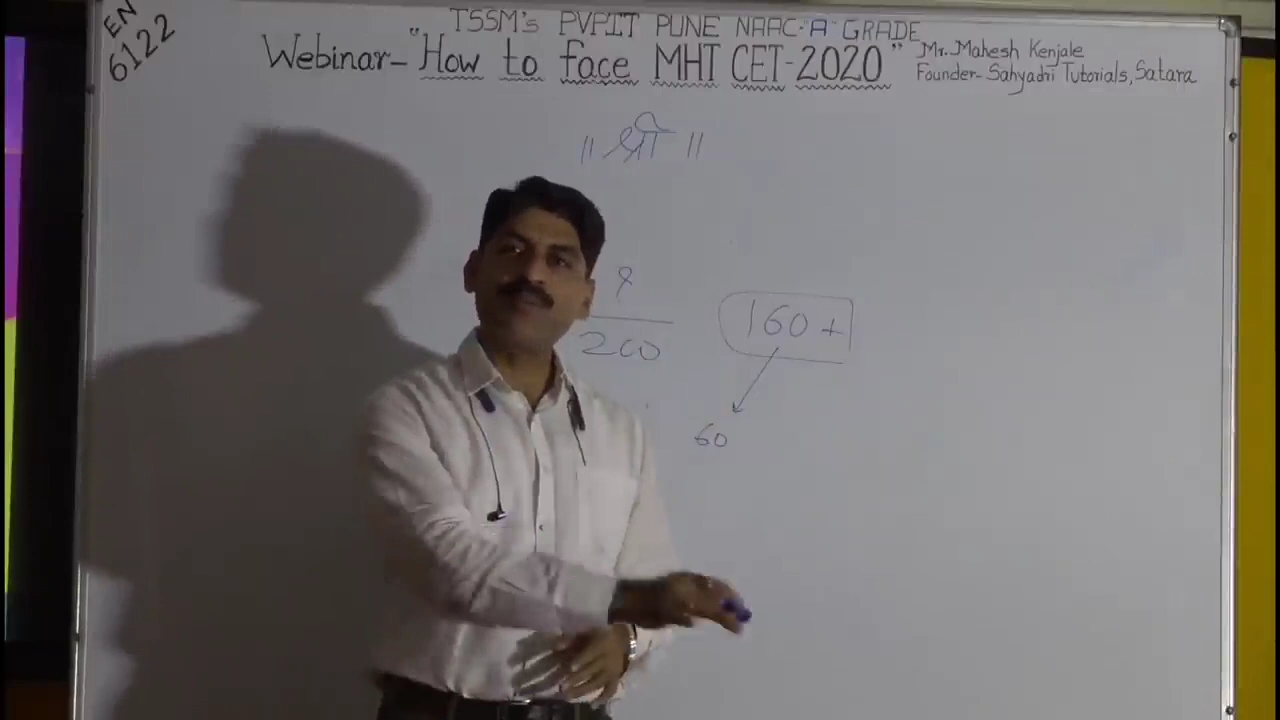 EN
6122
TSSM's PVPIT PUNE NAAC-"A" GRADE
Webinar- "How to face MHT CET-2020"
Mr. Mahesh Kenjale
Founder- Sahyadri Tutorials, Satara
॥ श्री ॥
200
160+
60